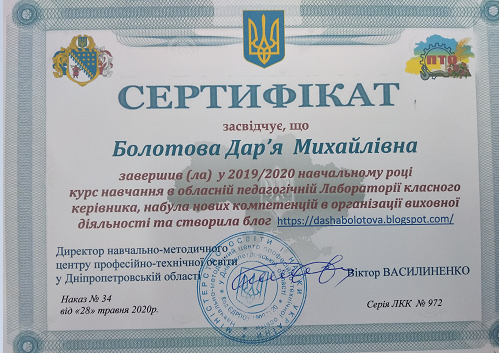 ПТО
СЕРТИФІКАТ
засвідчує, що
Болотова Дар'я Михайлівна
завершив (ла) у 2019/2020 навчальному році
курс навчання в обласній педагогічній Лабораторії класного
керівника, набула нових компетенцій в організації виховної
діяльності та створила блог https://dashabolotova.blogspot.com/
Директор навчально-методичного
центру професійно-технічної освіти
у Дніпропетровській області
Віктор ВАСИЛИНЕНКО
Наказ № 34
від «28» травня 2020р.
Серія ЛКК № 972